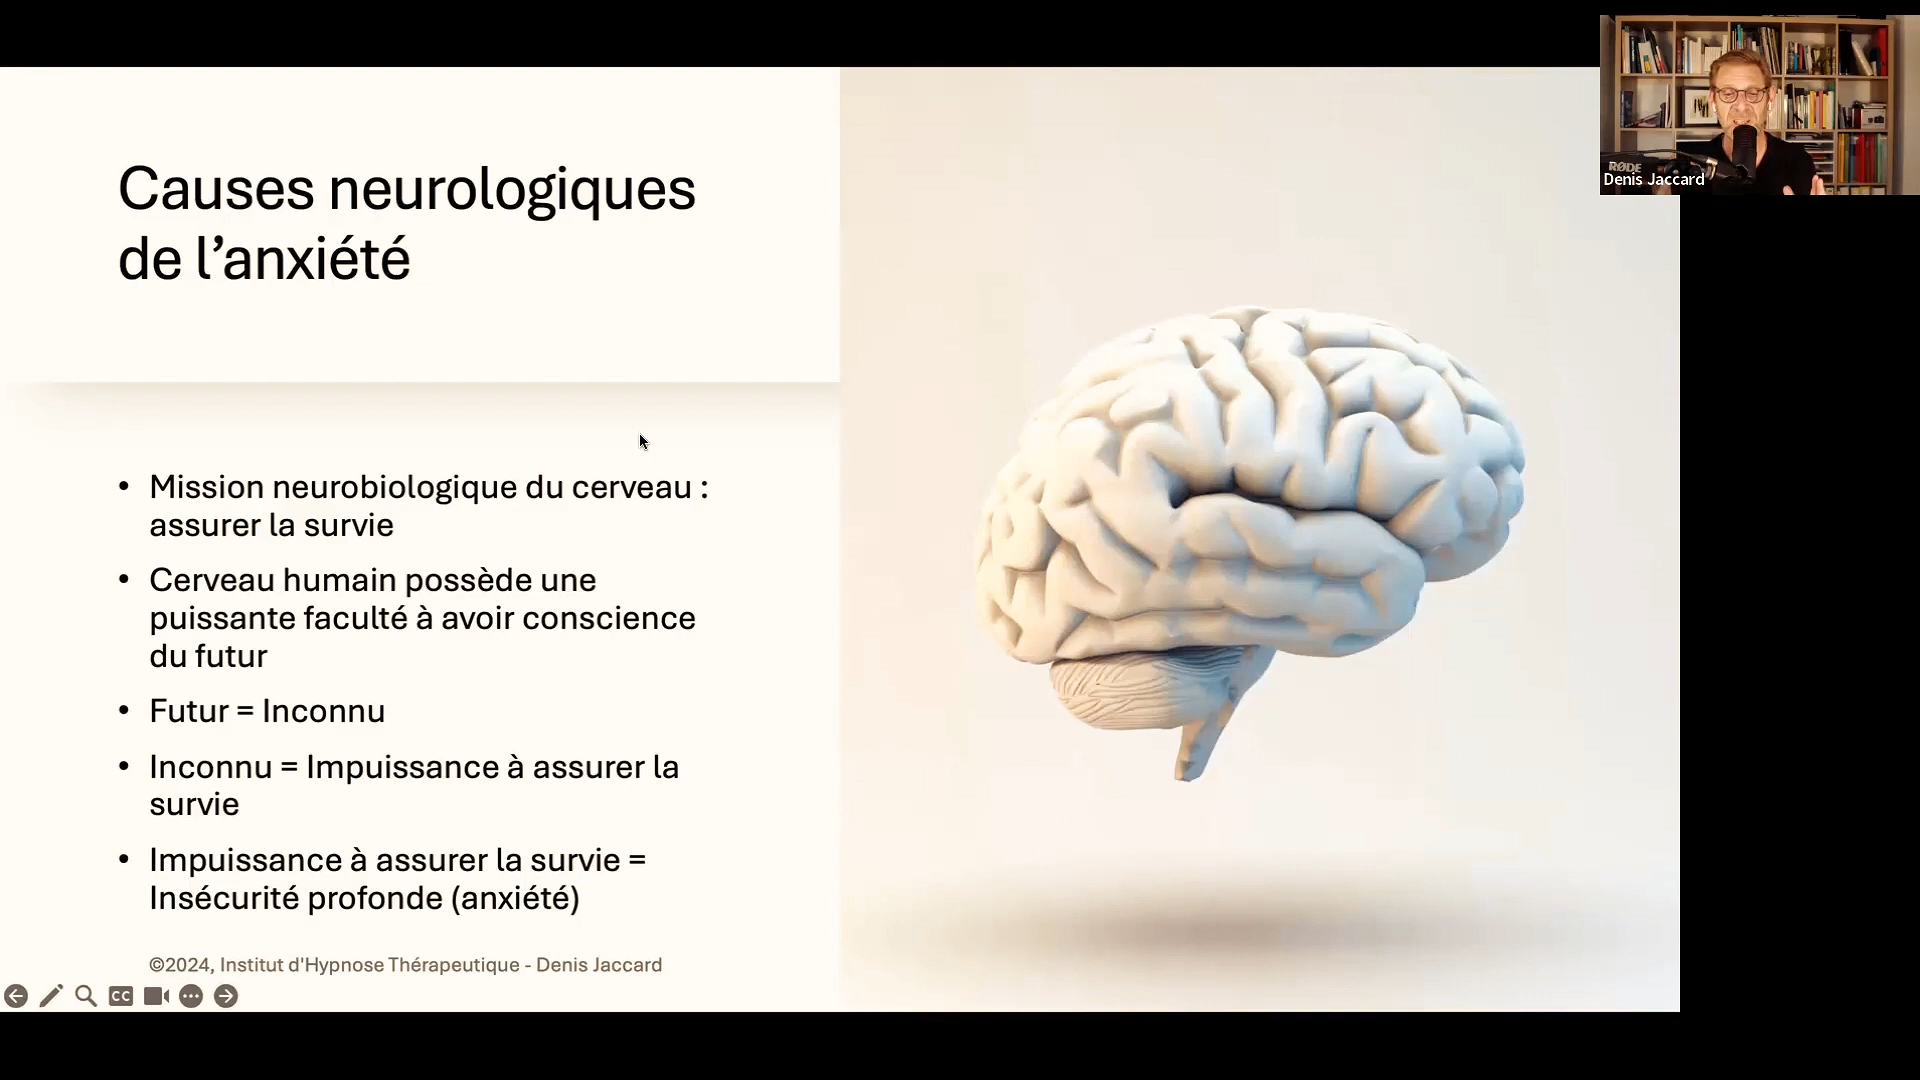 Causes neurologiques
de l’anxiété
• Mission neurobiologique du cerveau :
assurer la survie
• Cerveau humain possède une
puissante faculté à avoir conscience
du futur
• Futur = Inconnu
• Inconnu = Impuissance à assurer la
survie
• Impuissance à assurer la survie =
Insécurité profonde (anxiété)
©2024, Institut d'Hypnose Thérapeutique - Denis Jaccard
CC
RØDE
Denis Jaccard